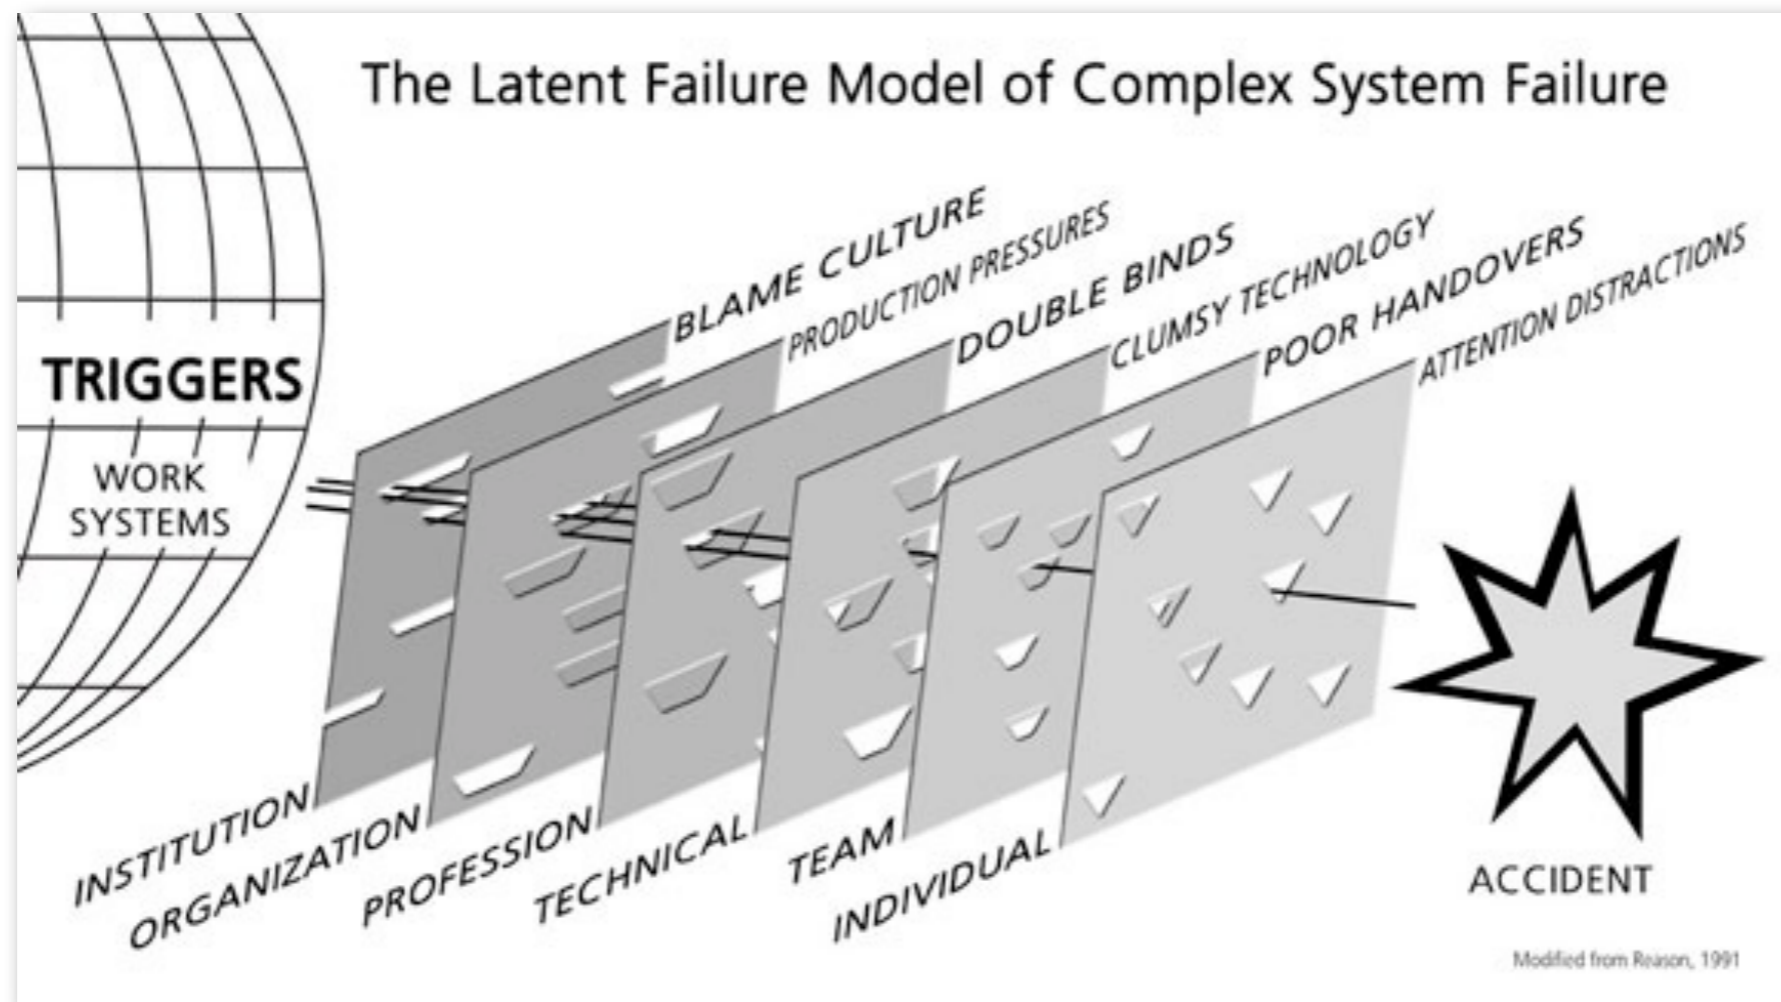 The Latent Failure Model of Complex System Failure
TRIGGERS
WORK
SYSTEMS
BLAME CULTURE
PRODUCTION PRESSURES
DOUBLE BINDS
CLUMSY TECHNOLOGY
POOR HANDOVERS
ATTENTION DISTRACTIONS
INSTITUTION
ORGANIZATION
PROFESSION
TECHNICAL
TEAM
INDIVIDUAL
ACCIDENT
Modified from Reason, 1991